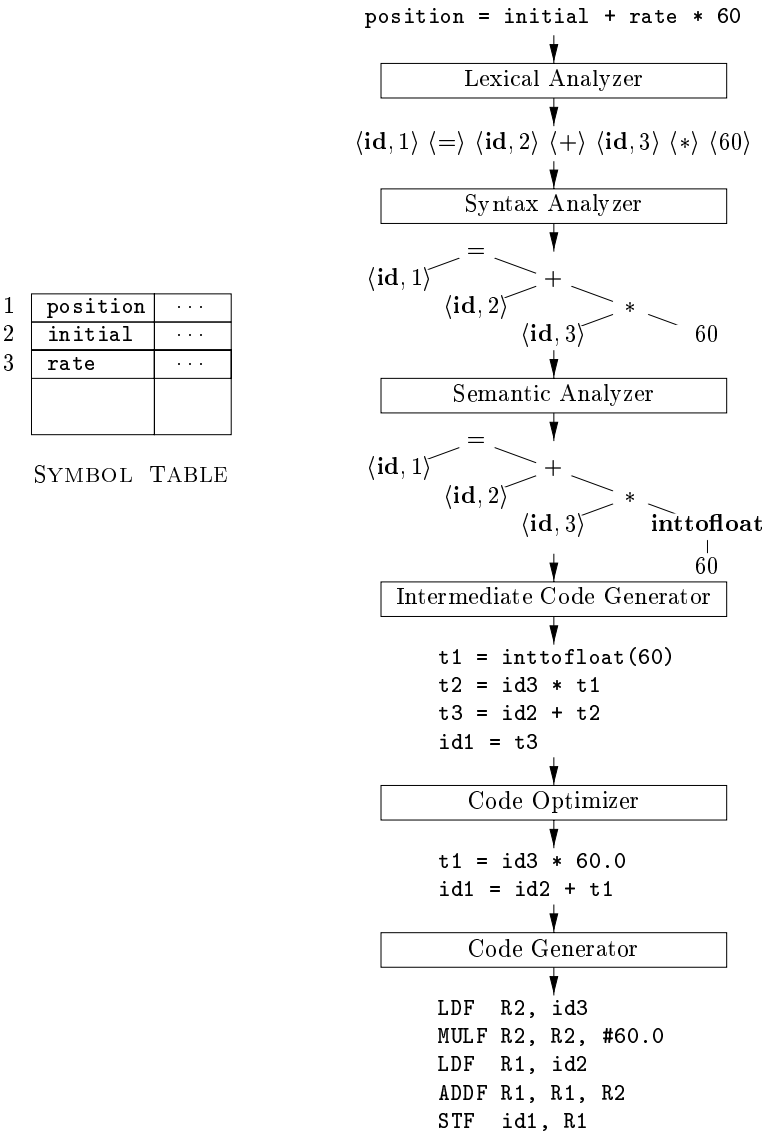 position = initial + rate * 60
Lexical Analyzer
⟨id, 1⟩ ⟨=⟩ ⟨id, 2⟩ ⟨+⟩ ⟨id, 3⟩ ⟨*⟩ ⟨60⟩
Syntax Analyzer
=
⟨id, 1⟩ +
⟨id, 2⟩ *
⟨id, 3⟩ 60
1 position ···
2 initial ···
3 rate ···
SYMBOL TABLE
Semantic Analyzer
=
⟨id, 1⟩ +
⟨id, 2⟩ *
⟨id, 3⟩ inttofloat
60
Intermediate Code Generator
t1 = inttofloat(60)
t2 = id3 * t1
t3 = id2 + t2
id1 = t3
Code Optimizer
t1 = id3 * 60.0
id1 = id2 + t1
Code Generator
LDF R2, id3
MULF R2, R2, #60.0
LDF R1, id2
ADDF R1, R1, R2
STF id1, R1